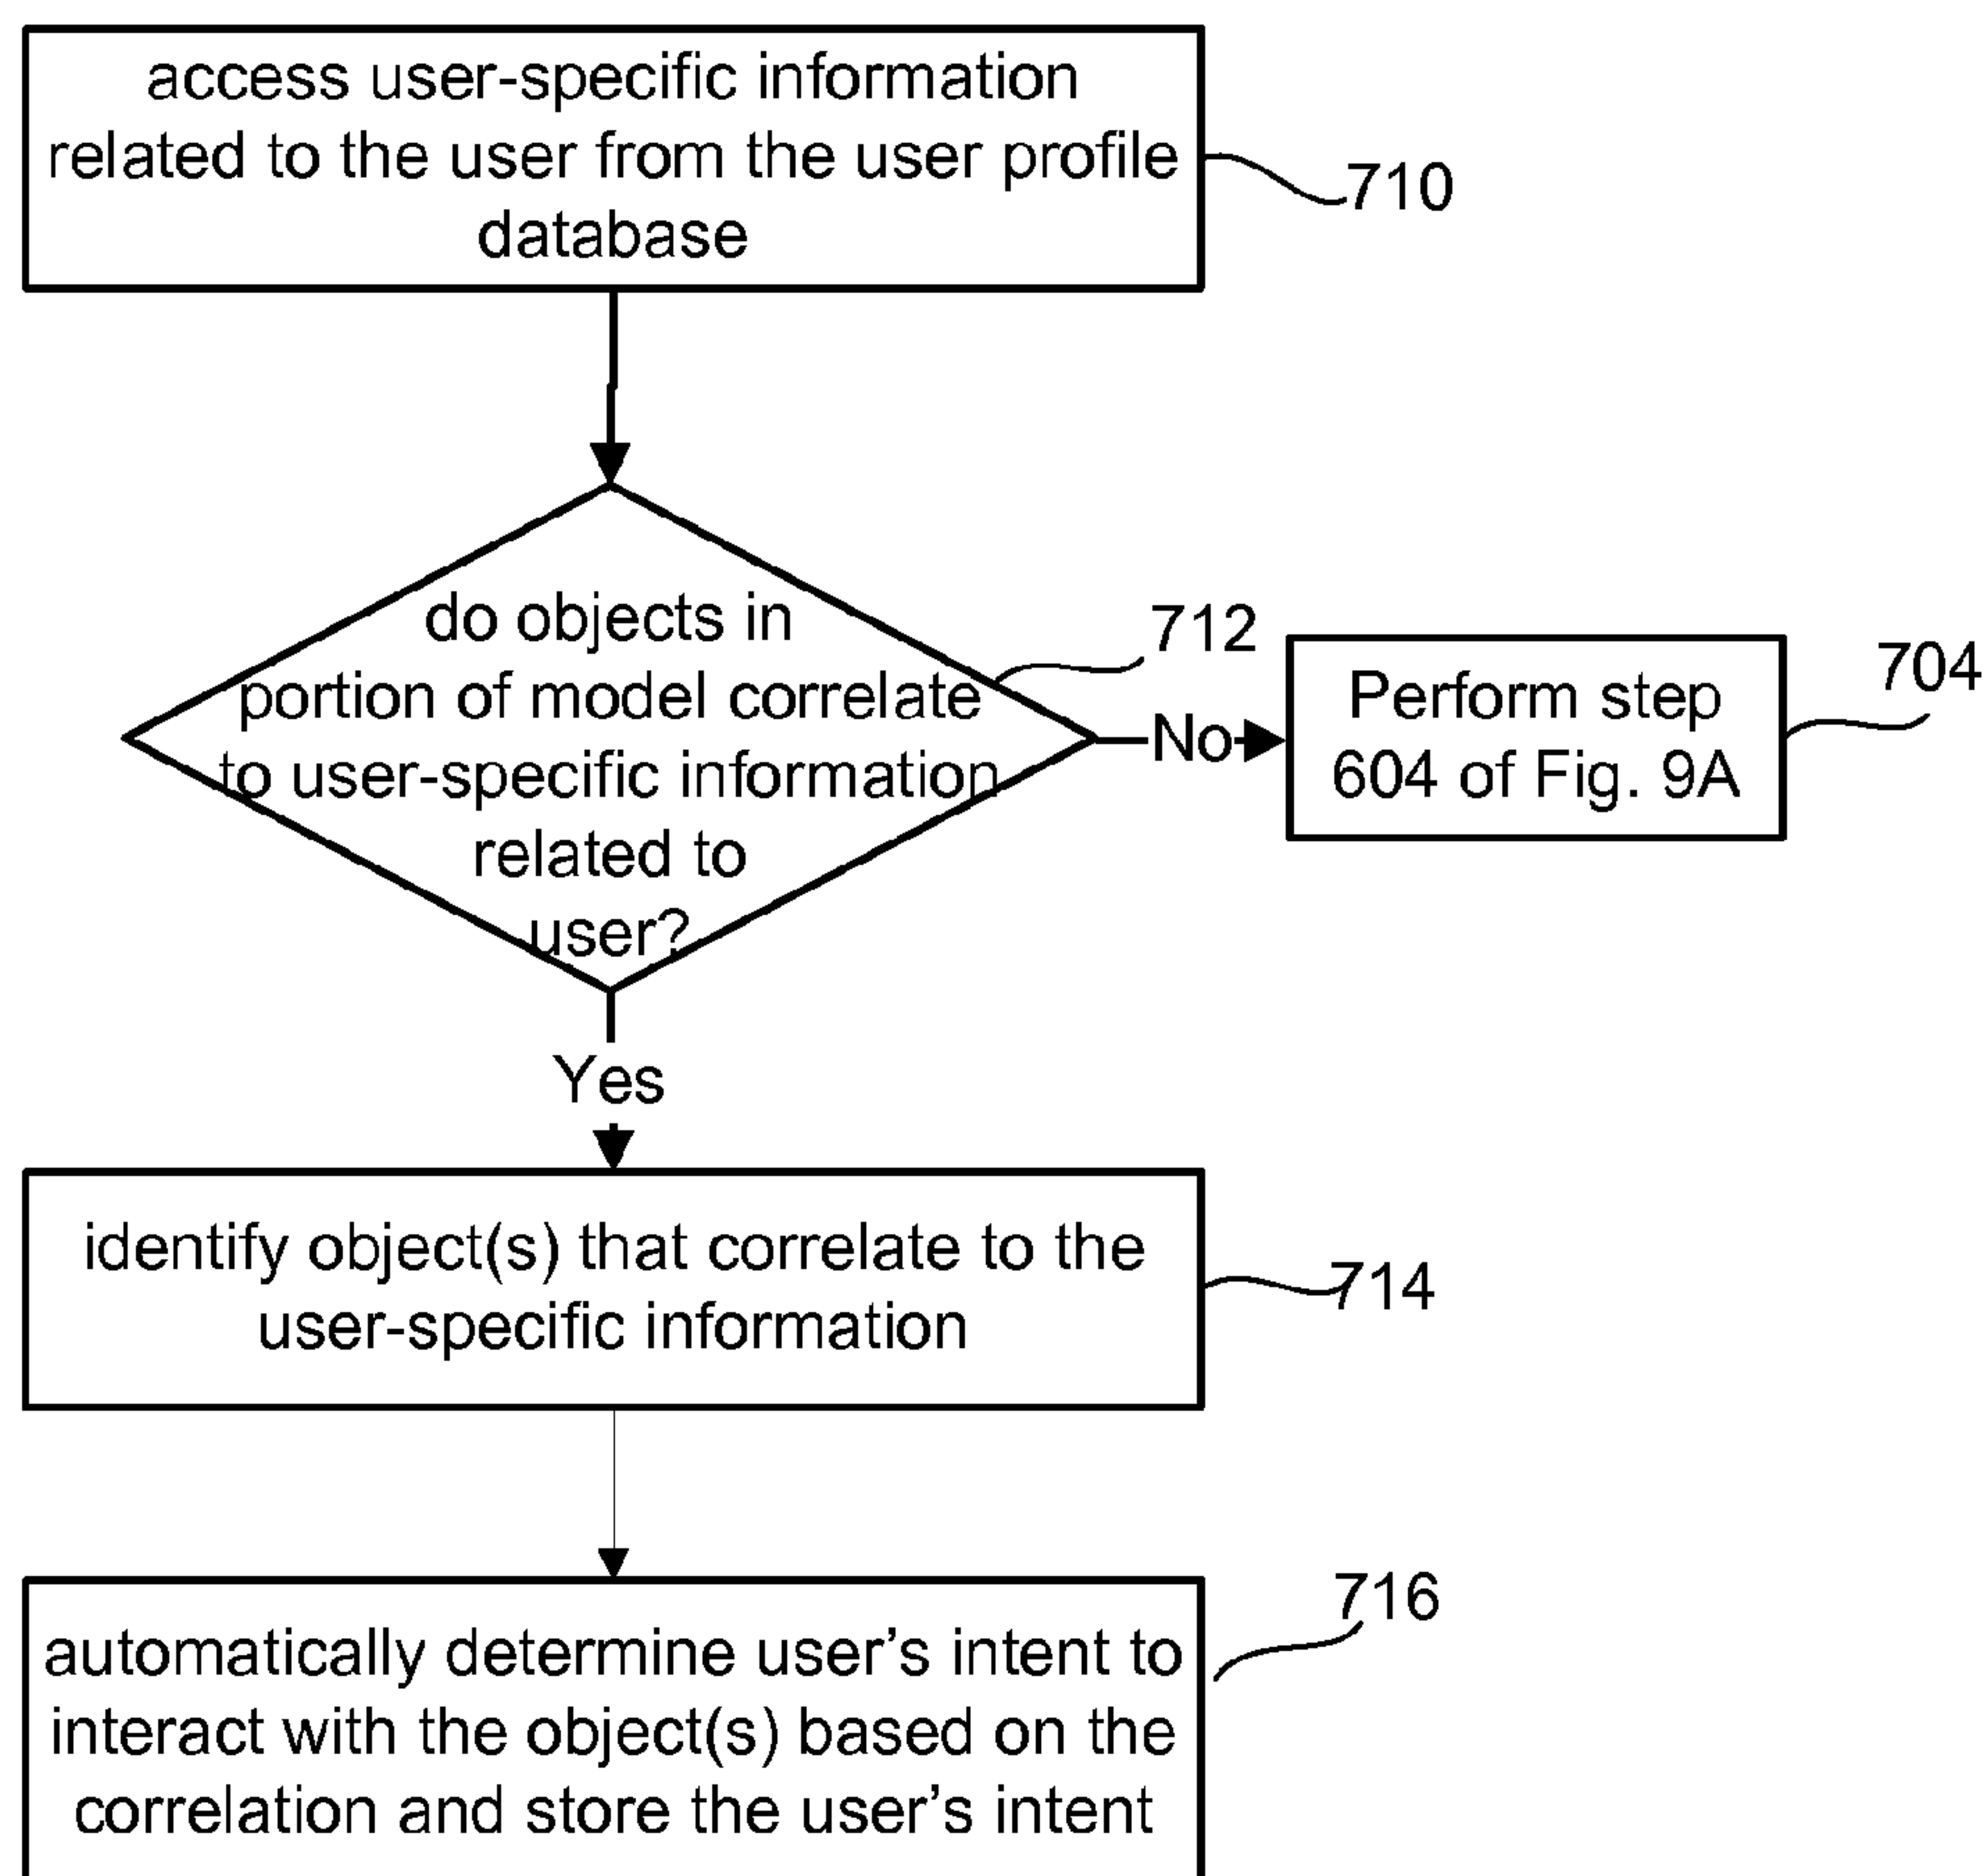 access user-specific information
related to the user from the user profile
database
710
do objects in
portion of model correlate
to user-specific information
related to
user?
712
No
Perform step
604 of Fig. 9A
704
Yes
identify object(s) that correlate to the
user-specific information
714
automatically determine user's intent to
interact with the object(s) based on the
correlation and store the user's intent
716